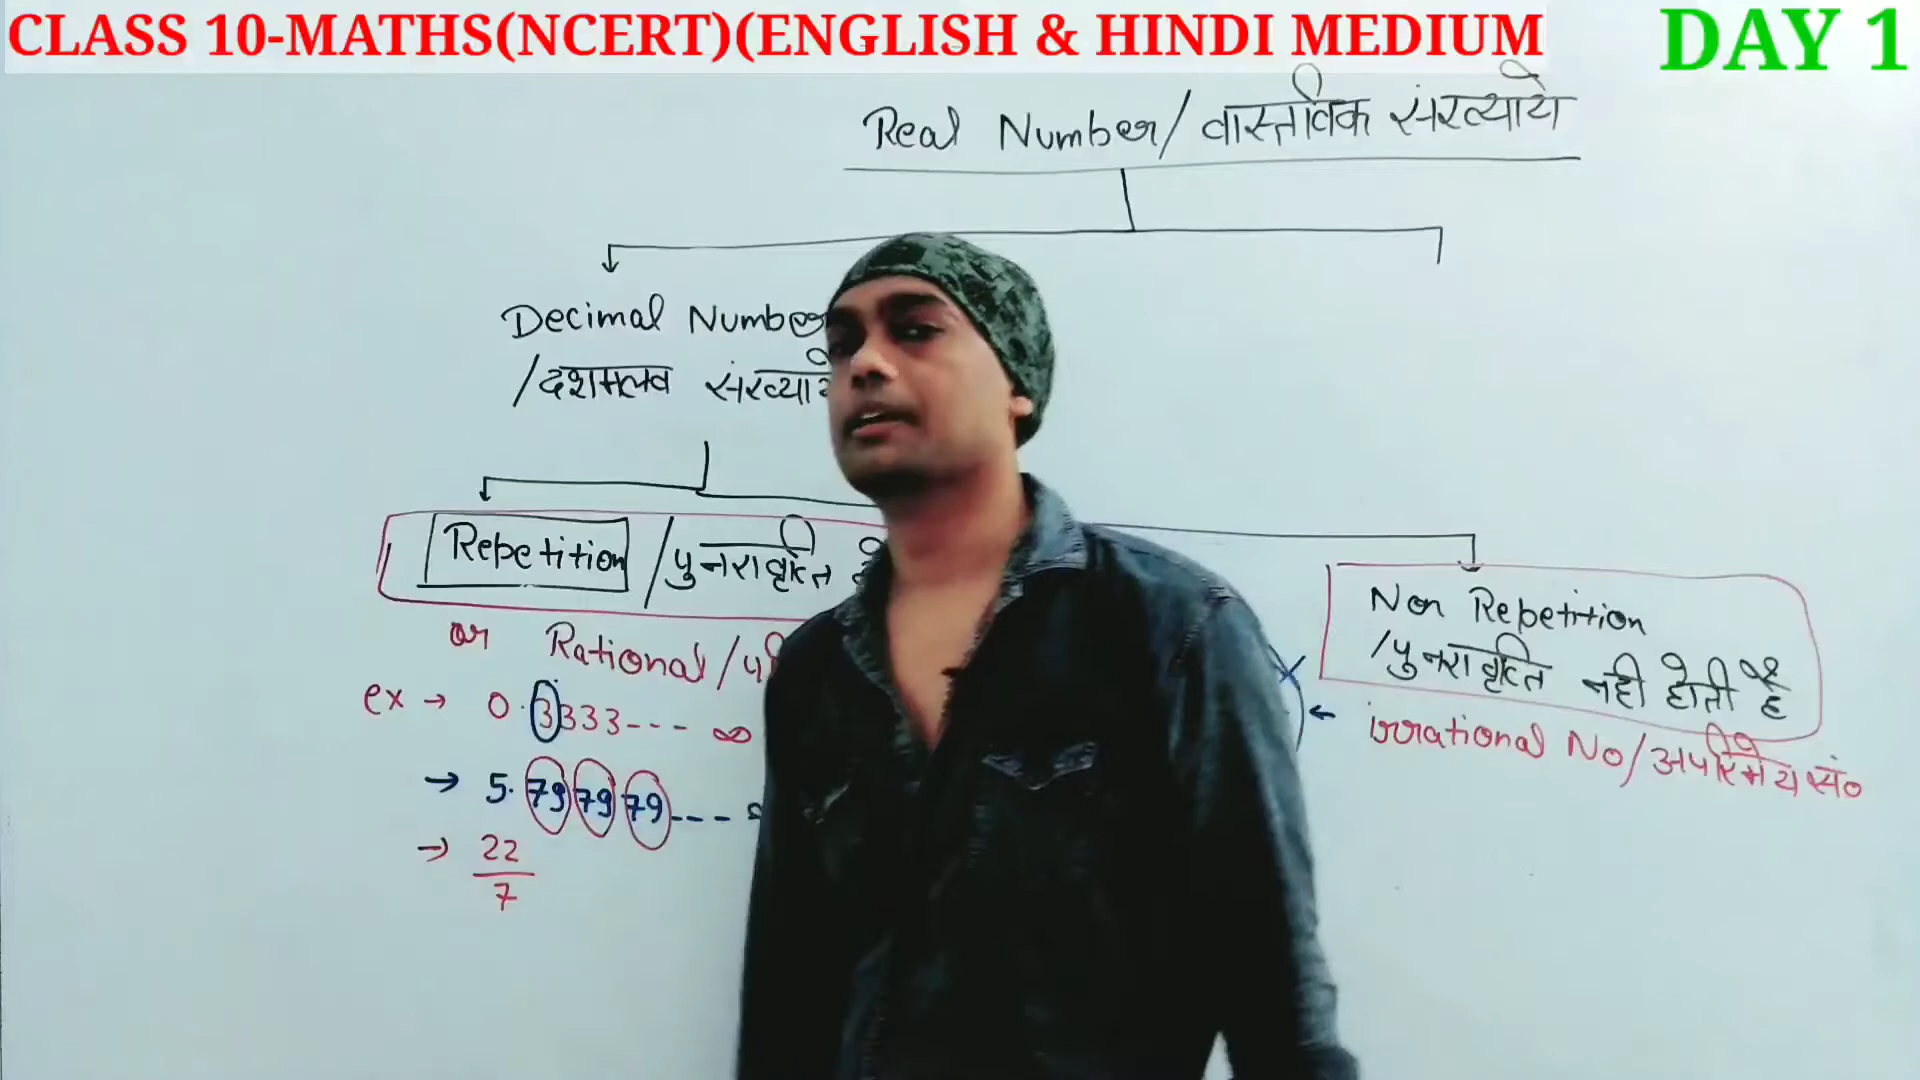 CLASS 10-MATHS(NCERT)(ENGLISH & HINDI MEDIUM
DAY 1
Real Number/ वास्तविक संख्यायें
Decimal Number
/दशमलव संख्यायें
Repetition /पुनरावृत्ति
Non Repetition
/पुनरावृत्ति नही होती है
or Rational/
irrational No/अपरिमेय सं०
ex → 0.3333--- ∞
→ 5.797979---
→ 22
7